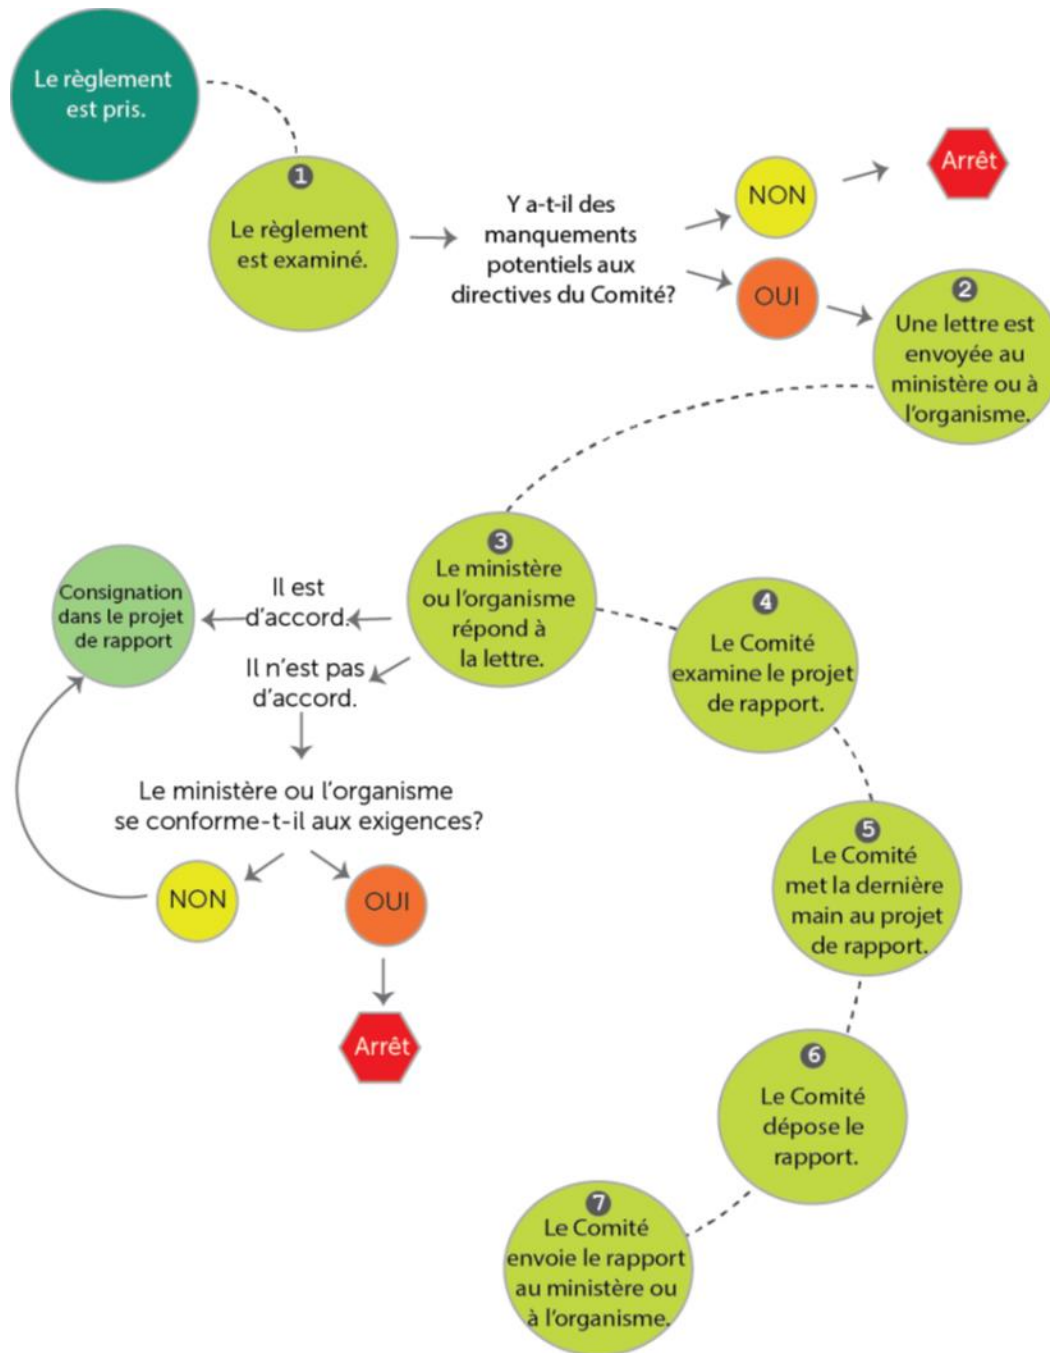 Le règlement
est pris.
1
Le règlement
est examiné.
Y a-t-il des
manquements
potentiels aux
directives du Comité?
NON
Arrêt
OUI
2
Une lettre est
envoyée au
ministère ou à
l'organisme.
3
Le ministère
ou l'organisme
répond à
la lettre.
Il est
d'accord.
Consignation
dans le projet
de rapport
Il n'est pas
d'accord.
Le ministère ou l'organisme
se conforme-t-il aux exigences?
NON
OUI
Arrêt
4
Le Comité
examine le projet
de rapport.
5
Le Comité
met la dernière
main au projet
de rapport.
6
Le Comité
dépose le
rapport.
7
Le Comité
envoie le rapport
au ministère ou
à l'organisme.